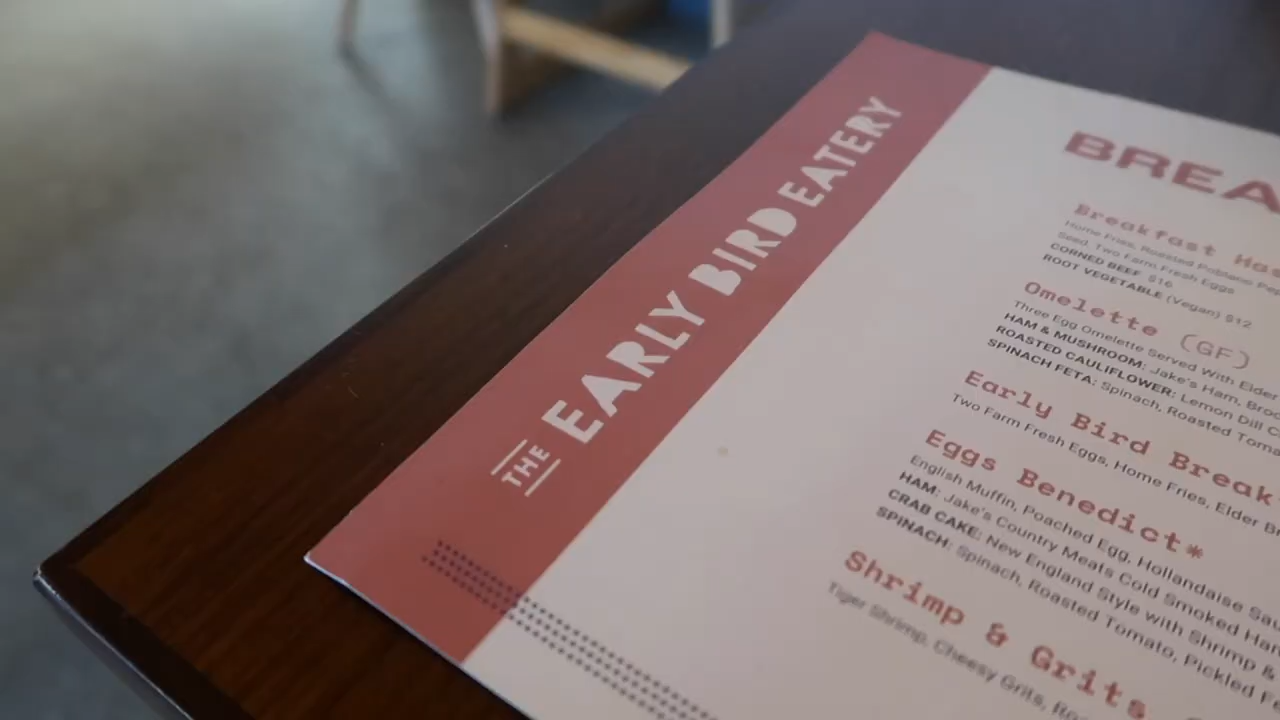 THE EARLY BIRD EATERY
BREA
Breakfast Has
Home Fries, Roasted Poblano Pep
Seed, Two Farm Fresh Eggs
CORNED BEEF $16
ROOT VEGETABLE (Vegan) $12
Omelette (GF)
Three Egg Omelette Served With Elder
HAM & MUSHROOM: Jake's Ham, Broc
ROASTED CAULIFLOWER: Lemon Dill C
SPINACH FETA: Spinach, Roasted Toma
Early Bird Break
Two Farm Fresh Eggs, Home Fries, Elder Br
Eggs Benedict*
English Muffin, Poached Egg, Hollandaise Sau
HAM: Jake's Country Meats Cold Smoked Ham
CRAB CAKE: New England Style with Shrimp &
SPINACH: Spinach, Roasted Tomato, Pickled Fe
Shrimp & Grits
Tiger Shrimp, Cheesy Grits, Roa